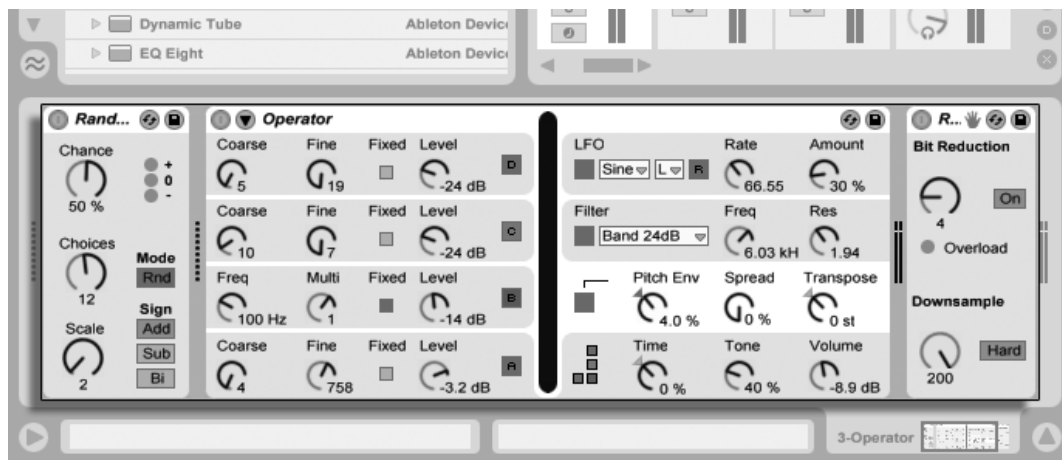 Dynamic Tube Ableton Device
EQ Eight Ableton Devic
Rand...
Chance
50 %
+
0
-
Choices
12
Mode
Rnd
Sign
Add
Sub
Bi
Scale
2
Operator
Coarse Fine Fixed Level
5 19 -24 dB D
Coarse Fine Fixed Level
10 7 -24 dB C
Freq Multi Fixed Level
100 Hz 1 -14 dB B
Coarse Fine Fixed Level
4 758 -3.2 dB A
LFO Rate Amount
Sine L R 66.55 30 %
Filter Freq Res
Band 24dB 6.03 kH 1.94
Pitch Env Spread Transpose
4.0 % 0 % 0 st
Time Tone Volume
0 % 40 % -8.9 dB
R...
Bit Reduction
4
On
Overload
Downsample
200
Hard
3-Operator